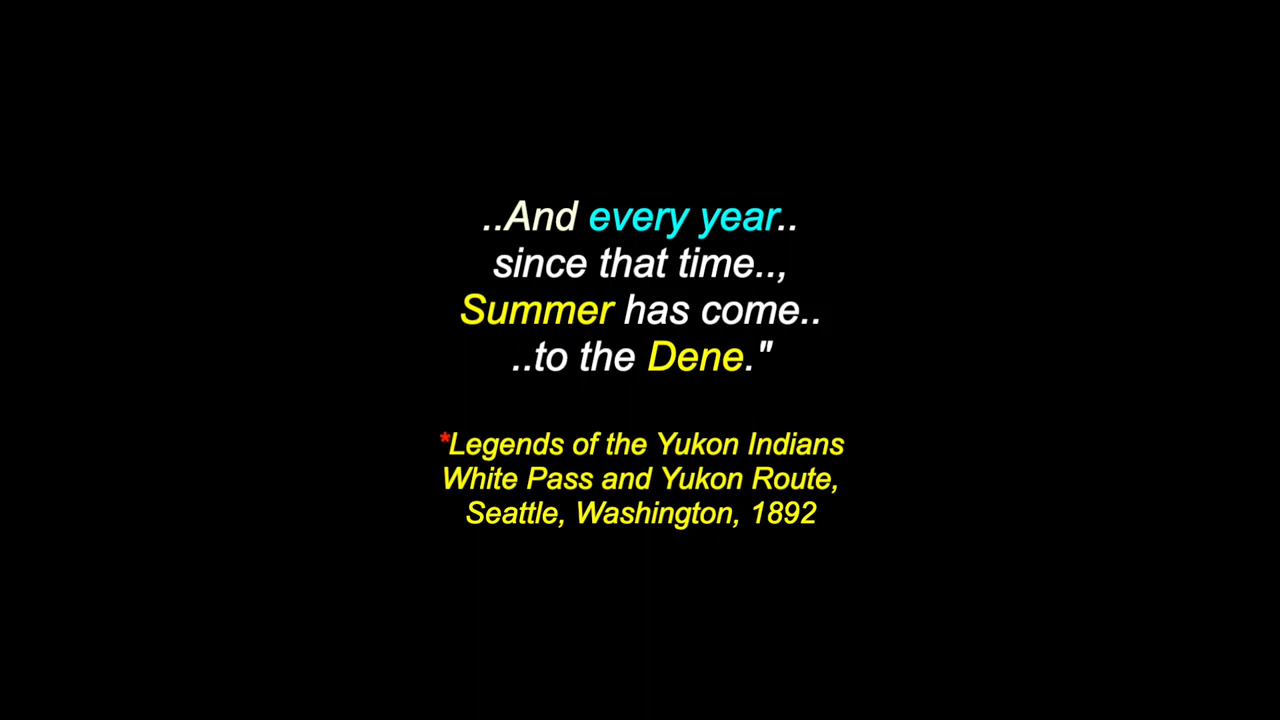 ..And every year..
since that time..,
Summer has come..
..to the Dene."
*Legends of the Yukon Indians
White Pass and Yukon Route,
Seattle, Washington, 1892